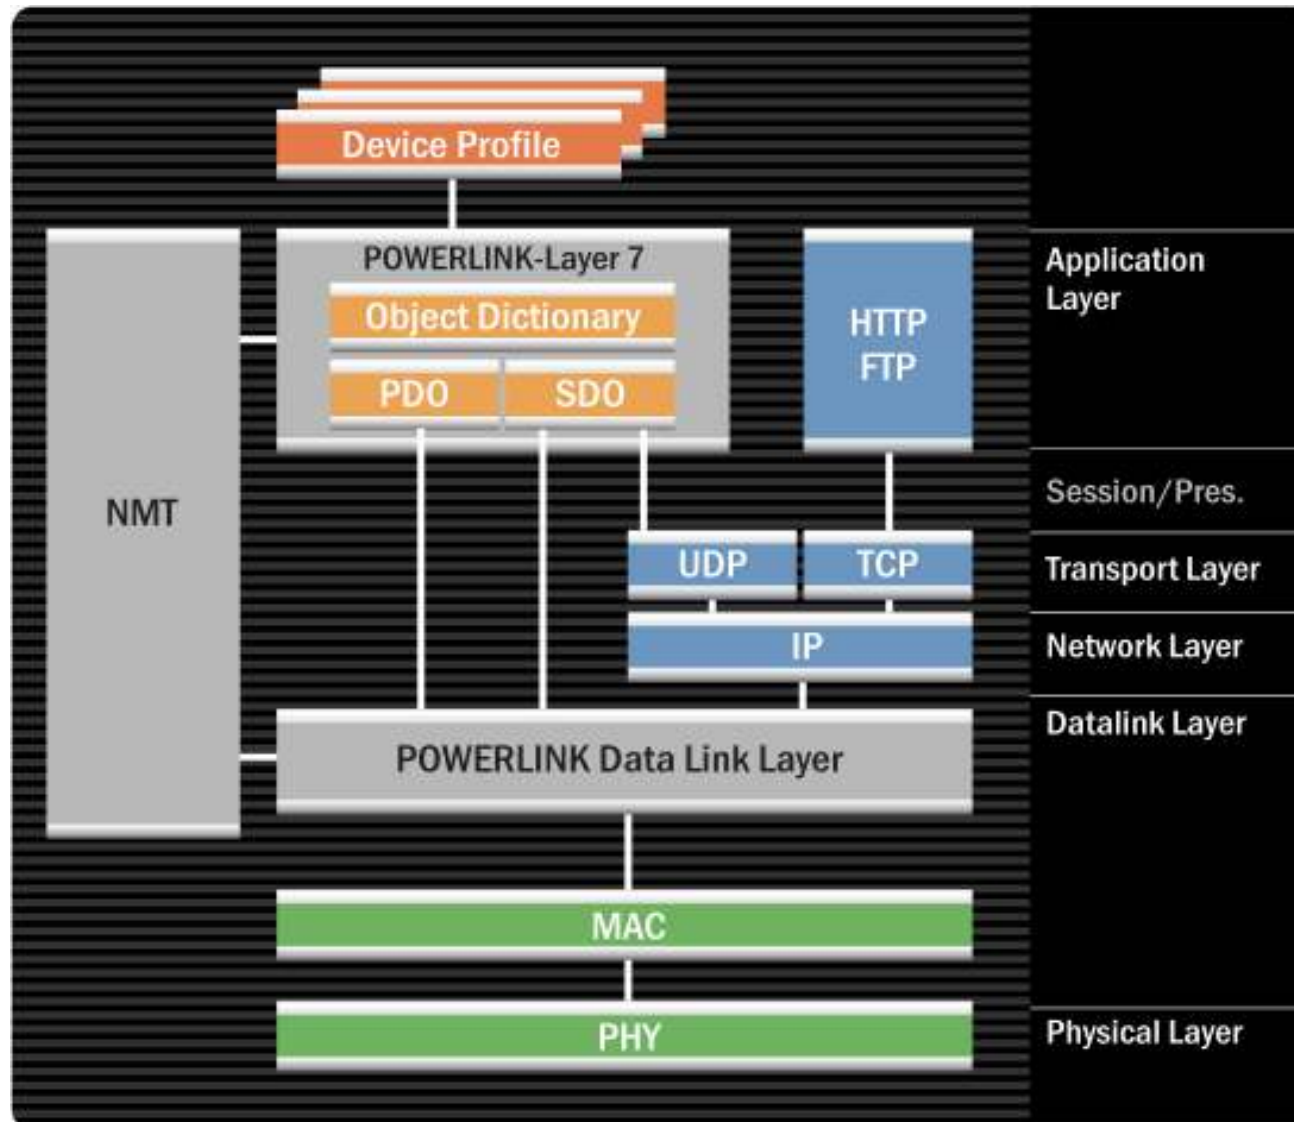 Device Profile
POWERLINK-Layer 7
Object Dictionary
PDO
SDO
HTTP
FTP
Application
Layer
NMT
Session/Pres.
UDP
TCP
Transport Layer
IP
Network Layer
Datalink Layer
POWERLINK Data Link Layer
MAC
PHY
Physical Layer